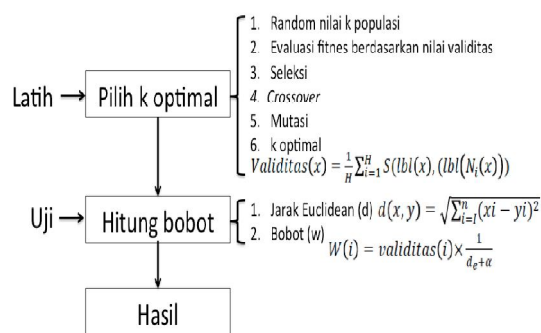 1. Random nilai k populasi
2. Evaluasi fitnes berdasarkan nilai validitas
3. Seleksi
4. Crossover
5. Mutasi
6. k optimal
Validitas(x) = 1/H ∑_{i=1}^{H} S(lbl(x), (lbl(N_i(x)))
Latih
Pilih k optimal
Uji
Hitung bobot
1. Jarak Euclidean (d) d(x, y) = √∑_{i=I}^{n}(xi − yi)²
2. Bobot (w)
W(i) = validitas(i) × 1/(d_e+α)
Hasil